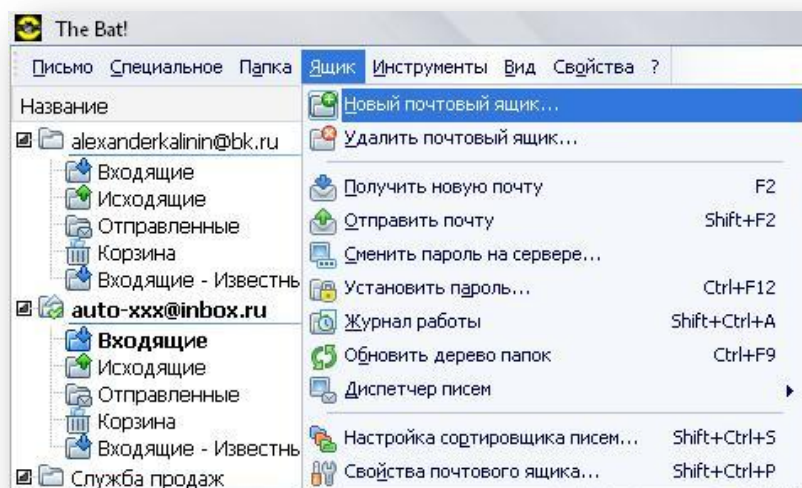 The Bat!
Письмо Специальное Папка Ящик Инструменты Вид Свойства ?
Название
alexanderkalinin@bk.ru
Входящие
Исходящие
Отправленные
Корзина
Входящие - Известнь
auto-xxx@inbox.ru
Входящие
Исходящие
Отправленные
Корзина
Входящие - Известнь
Служба продаж
Новый почтовый ящик...
Удалить почтовый ящик...
Получить новую почту F2
Отправить почту Shift+F2
Сменить пароль на сервере...
Установить пароль... Ctrl+F12
Журнал работы Shift+Ctrl+A
Обновить дерево папок Ctrl+F9
Диспетчер писем
Настройка сортировщика писем... Shift+Ctrl+S
Свойства почтового ящика... Shift+Ctrl+P